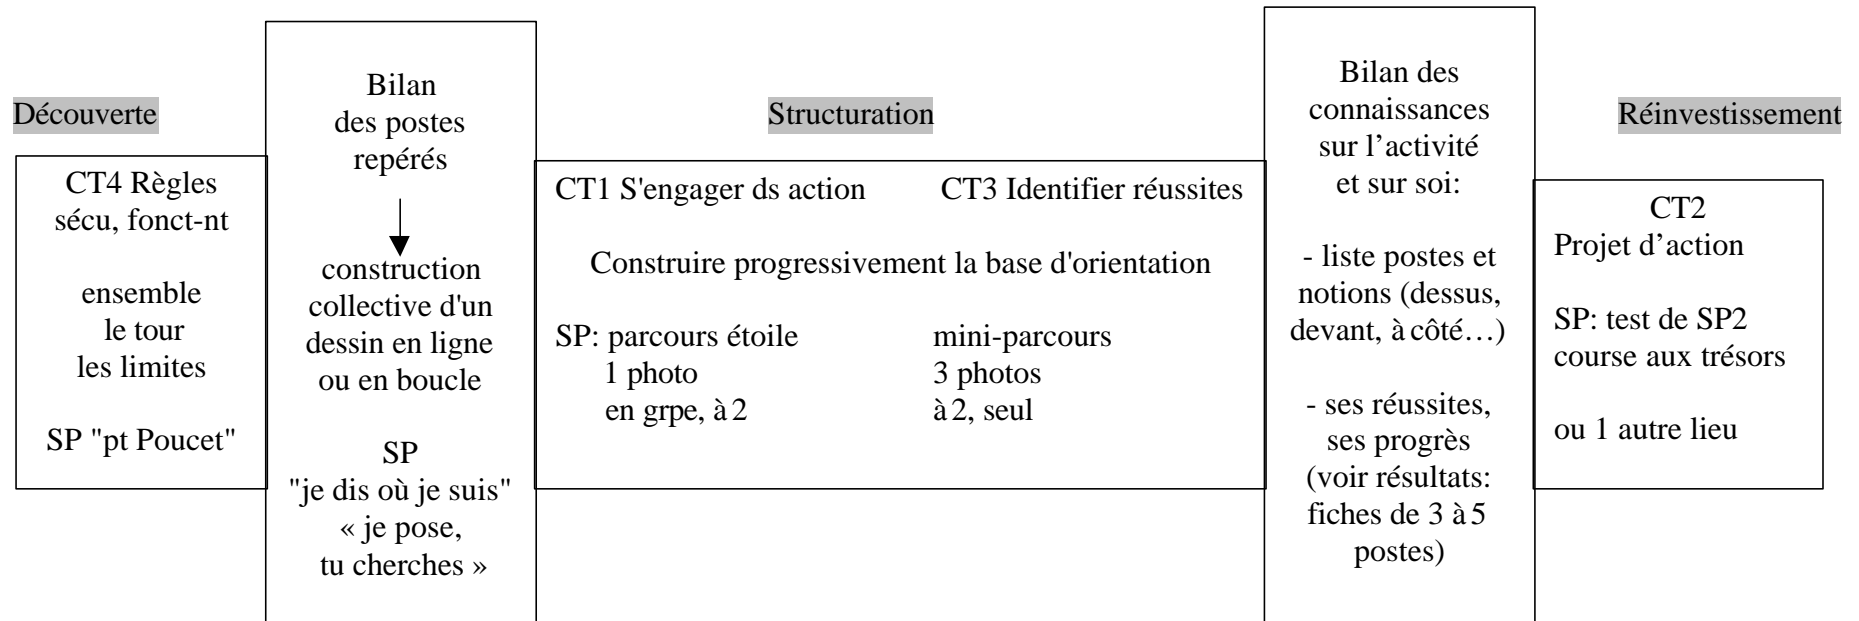 Découverte
CT4 Règles
sécu, fonct-nt
ensemble
le tour
les limites
SP "pt Poucet"
Bilan
des postes
repérés
construction
collective d'un
dessin en ligne
ou en boucle
SP
"je dis où je suis"
« je pose,
tu cherches »
Structuration
CT1 S'engager ds action
CT3 Identifier réussites
Construire progressivement la base d'orientation
SP: parcours étoile
1 photo
en grpe, à 2
mini-parcours
3 photos
à 2, seul
Bilan des
connaissances
sur l’activité
et sur soi:
- liste postes et
notions (dessus,
devant, à côté…)
- ses réussites,
ses progrès
(voir résultats:
fiches de 3 à 5
postes)
Réinvestissement
CT2
Projet d’action
SP: test de SP2
course aux trésors
ou 1 autre lieu